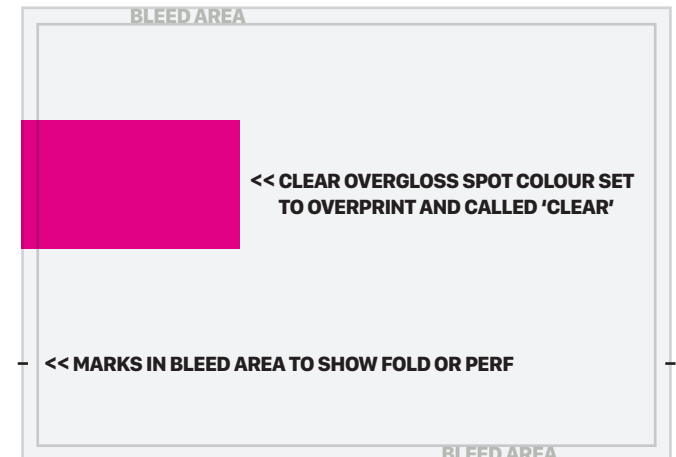 BLEED AREA
<< CLEAR OVERGLOSS SPOT COLOUR SET
TO OVERPRINT AND CALLED ‘CLEAR’
<< MARKS IN BLEED AREA TO SHOW FOLD OR PERF
BLEED AREA